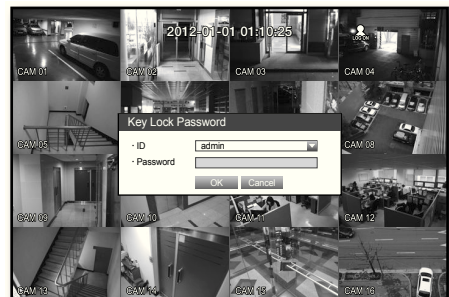 2012-01-01 01:10:25
LOG ON
CAM 01
CAM 02
CAM 03
CAM 04
Key Lock Password
· ID
admin
· Password
OK
Cancel
CAM 05
CAM 08
CAM 09
CAM 10
CAM 11
CAM 12
CAM 13
CAM 14
CAM 15
CAM 16